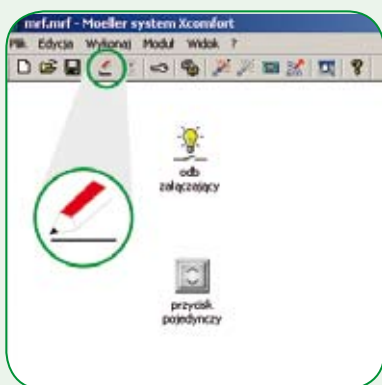 mrf.mrf - Moeller system Xcomfort
Plik Edycja Wykonaj Moduł Widok ?
odb
załączający
przycisk
pojedynczy